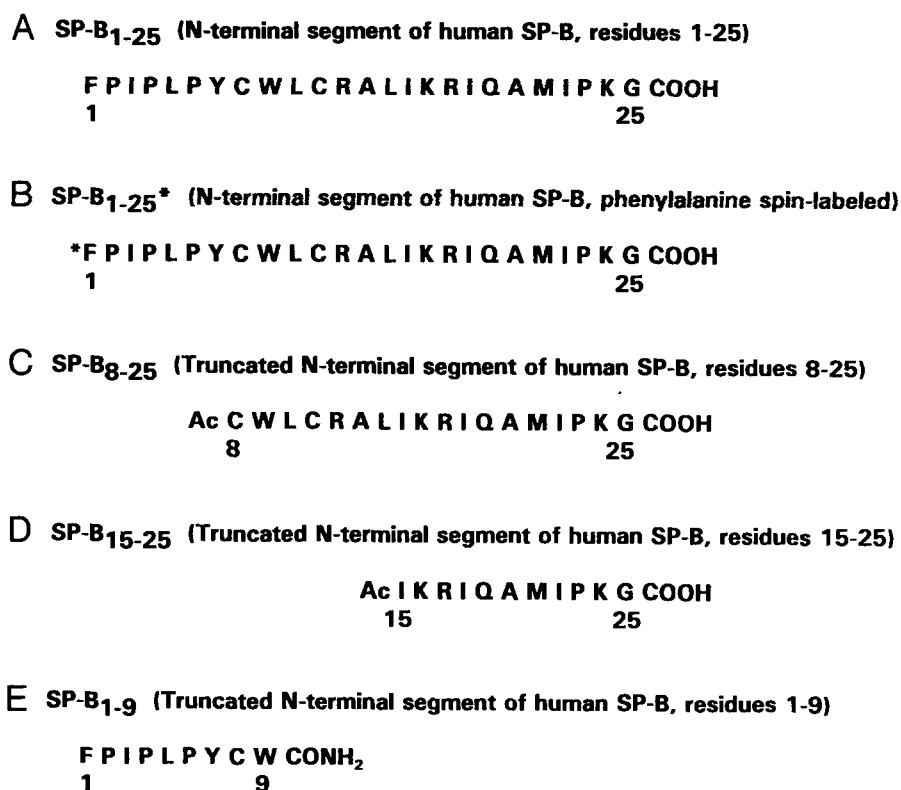 A SP-B1-25 (N-terminal segment of human SP-B, residues 1-25)
F P I P L P Y C W L C R A L I K R I Q A M I P K G COOH
1 25
B SP-B1-25* (N-terminal segment of human SP-B, phenylalanine spin-labeled)
*F P I P L P Y C W L C R A L I K R I Q A M I P K G COOH
1 25
C SP-B8-25 (Truncated N-terminal segment of human SP-B, residues 8-25)
Ac C W L C R A L I K R I Q A M I P K G COOH
8 25
D SP-B15-25 (Truncated N-terminal segment of human SP-B, residues 15-25)
Ac I K R I Q A M I P K G COOH
15 25
E SP-B1-9 (Truncated N-terminal segment of human SP-B, residues 1-9)
F P I P L P Y C W CONH2
1 9